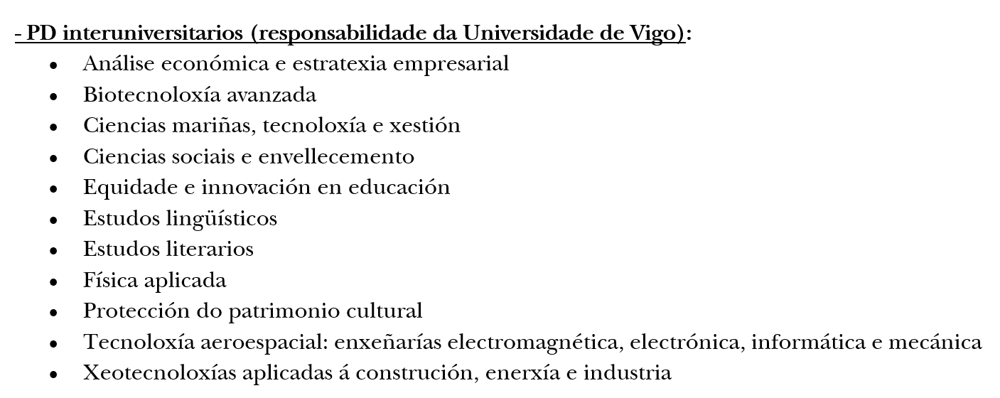 - PD interuniversitarios (responsabilidade da Universidade de Vigo):
• Análise económica e estratexia empresarial
• Biotecnoloxía avanzada
• Ciencias mariñas, tecnoloxía e xestión
• Ciencias sociais e envellecemento
• Equidade e innovación en educación
• Estudos lingüísticos
• Estudos literarios
• Física aplicada
• Protección do patrimonio cultural
• Tecnoloxía aeroespacial: enxeñarías electromagnética, electrónica, informática e mecánica
• Xeotecnoloxías aplicadas á construción, enerxía e industria